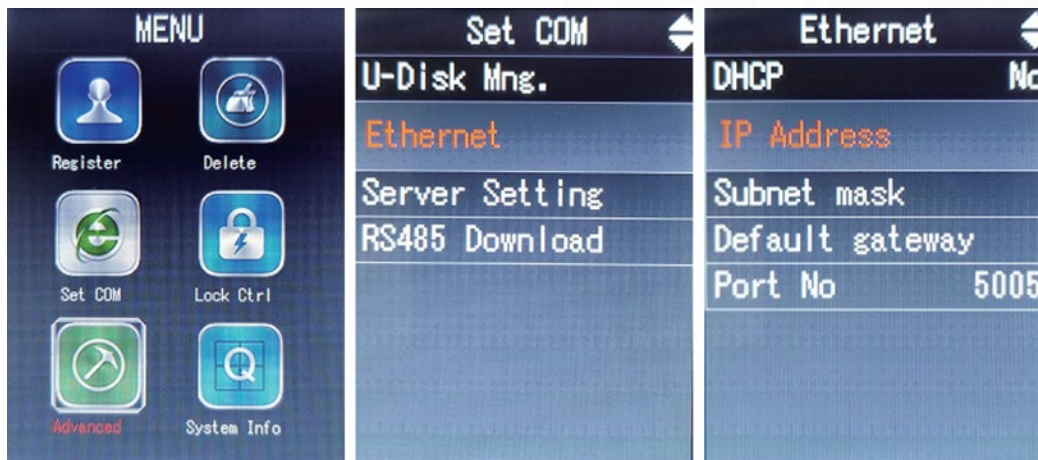 MENU
Register Delete
Set COM Lock Ctrl
Advanced System Info
Set COM
U-Disk Mng.
Ethernet
Server Setting
RS485 Download
Ethernet
DHCP No
IP Address
Subnet mask
Default gateway
Port No 5005